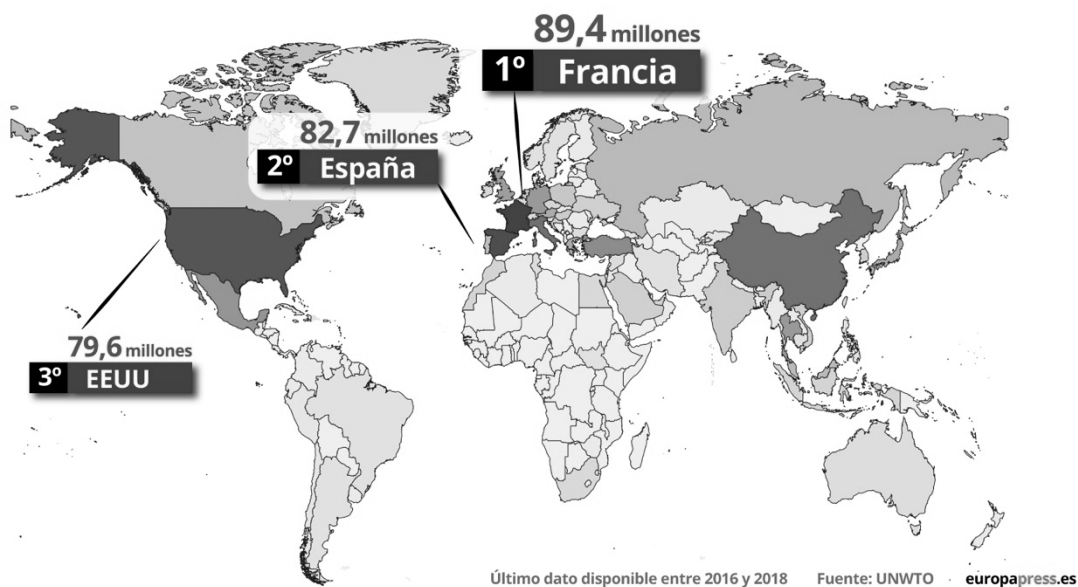 89,4 millones
1º Francia
82,7 millones
2º España
79,6 millones
3º EEUU
Último dato disponible entre 2016 y 2018 Fuente: UNWTO europapress.es